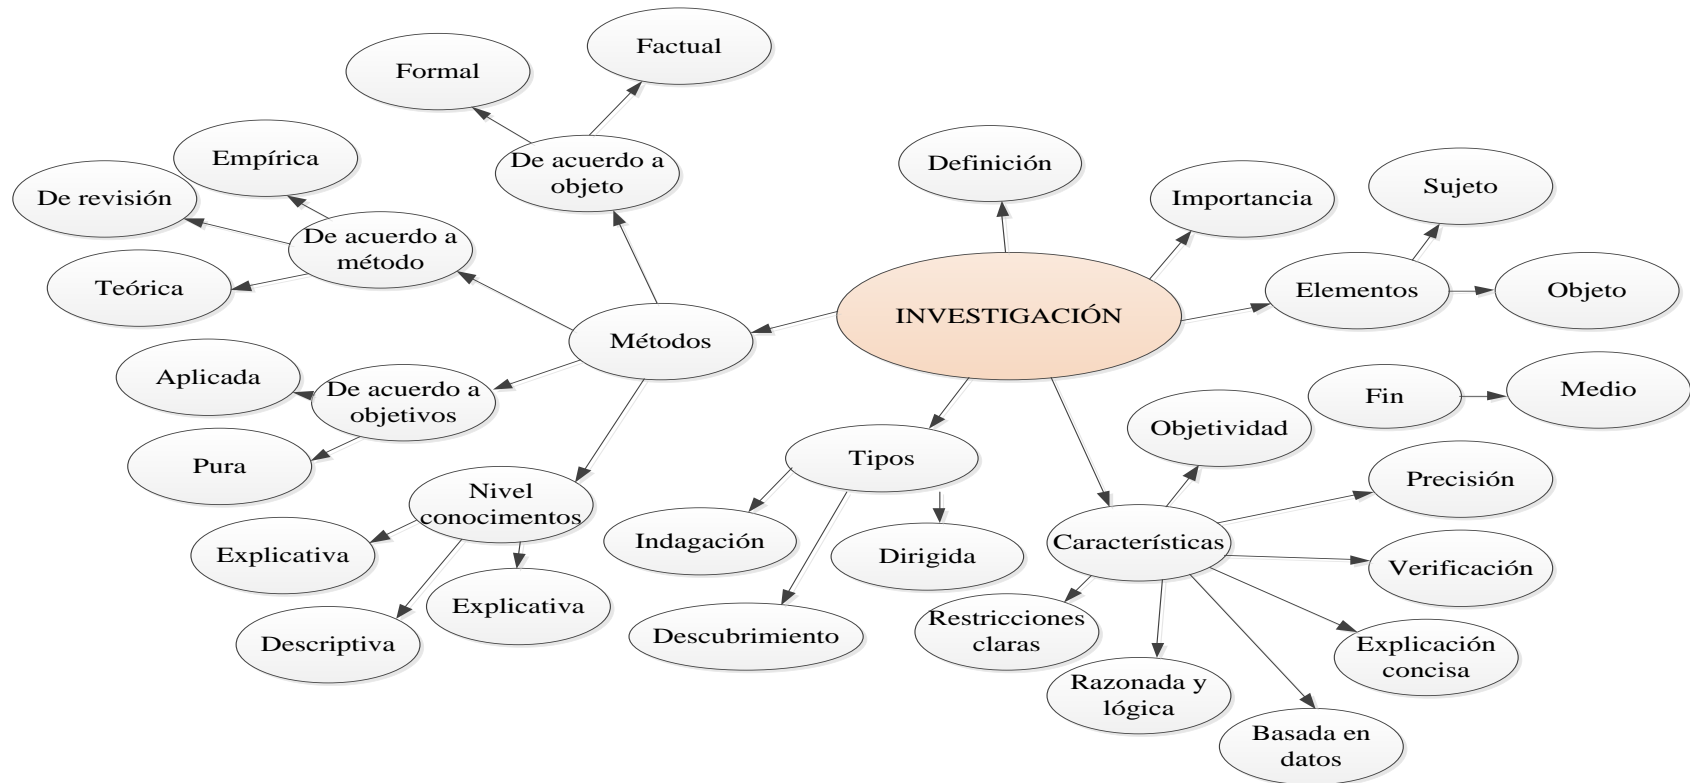 Factual
Formal
De acuerdo a
objeto
Empírica
De revisión
De acuerdo a
método
Teórica
Definición
Importancia
Sujeto
Elementos
Objeto
INVESTIGACIÓN
Métodos
Aplicada
De acuerdo a
objetivos
Pura
Fin
Medio
Objetividad
Tipos
Precisión
Nivel
conocimentos
Indagación
Dirigida
Características
Verificación
Explicativa
Explicativa
Descriptiva
Descubrimiento
Restricciones
claras
Explicación
concisa
Razonada y
lógica
Basada en
datos